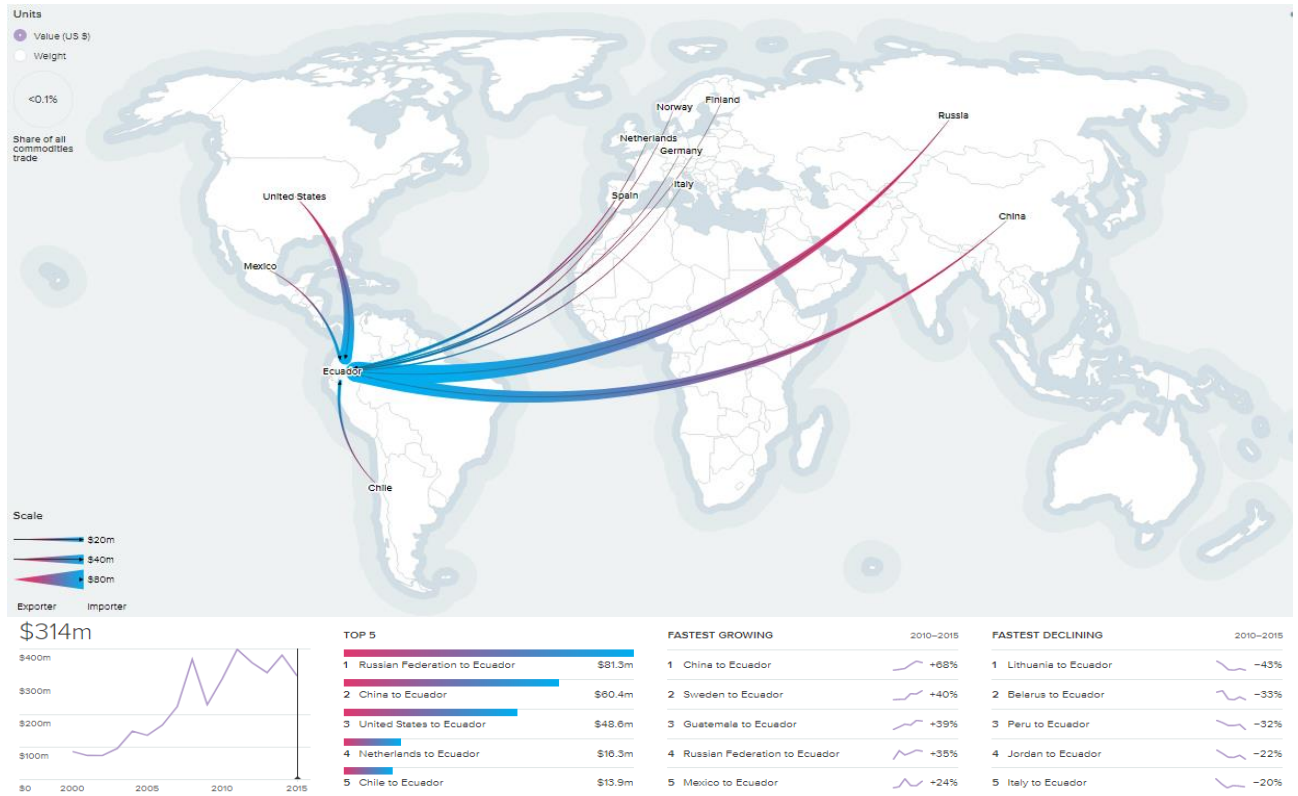 Units
Value (US $)
Weight
<0.1%
Share of all
commodities
trade
Norway
Finland
Russia
Netherlands
Germany
Italy
Spain
United States
China
Mexico
Ecuador
Chile
Scale
$20m
$40m
$80m
Exporter Importer
$314m
$400m
$300m
$200m
$100m
$0 2000 2005 2010 2015
TOP 5
1 Russian Federation to Ecuador $81.3m
2 China to Ecuador $60.4m
3 United States to Ecuador $48.6m
4 Netherlands to Ecuador $16.3m
5 Chile to Ecuador $13.9m
FASTEST GROWING 2010–2015
1 China to Ecuador +68%
2 Sweden to Ecuador +40%
3 Guatemala to Ecuador +39%
4 Russian Federation to Ecuador +35%
5 Mexico to Ecuador +24%
FASTEST DECLINING 2010–2015
1 Lithuania to Ecuador −43%
2 Belarus to Ecuador −33%
3 Peru to Ecuador −32%
4 Jordan to Ecuador −22%
5 Italy to Ecuador −20%